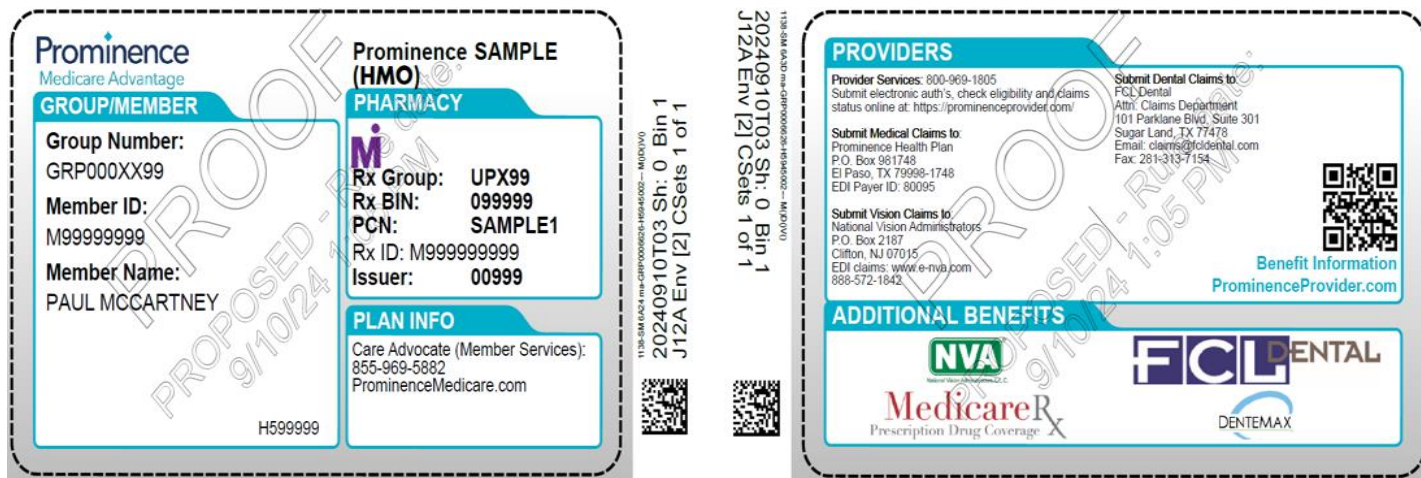 Prominence
Medicare Advantage
Prominence SAMPLE
(HMO)
GROUP/MEMBER
Group Number:
GRP000XX99
Member ID:
M99999999
Member Name:
PAUL MCCARTNEY
H599999
PHARMACY
M
Rx Group: UPX99
Rx BIN: 099999
PCN: SAMPLE1
Rx ID: M999999999
Issuer: 00999
PLAN INFO
Care Advocate (Member Services):
855-969-5882
ProminenceMedicare.com
PROOF
PROPOSED - Run date:
9/10/24 1:05 PM
20240910T03 Sh: 0 Bin 1
J12A Env [2] CSets 1 of 1
20240910T03 Sh: 0 Bin 1
J12A Env [2] CSets 1 of 1
PROVIDERS
Provider Services: 800-969-1805
Submit electronic auth's, check eligibility and claims
status online at: https://prominenceprovider.com/
Submit Medical Claims to:
Prominence Health Plan
P.O. Box 981748
El Paso, TX 79998-1748
EDI Payer ID: 80095
Submit Vision Claims to:
National Vision Administrators
P.O. Box 2187
Clifton, NJ 07015
EDI claims: www.e-nva.com
888-572-1842
Submit Dental Claims to:
FCL Dental
Attn: Claims Department
101 Parklane Blvd, Suite 301
Sugar Land, TX 77478
Email: claims@fcldental.com
Fax: 281-313-7154
Benefit Information
ProminenceProvider.com
ADDITIONAL BENEFITS
NVA
National Vision Administrators, L.L.C.
FCL DENTAL
MedicareRx
Prescription Drug Coverage
DENTEMAX
PROOF
PROPOSED - Run date:
9/10/24 1:05 PM